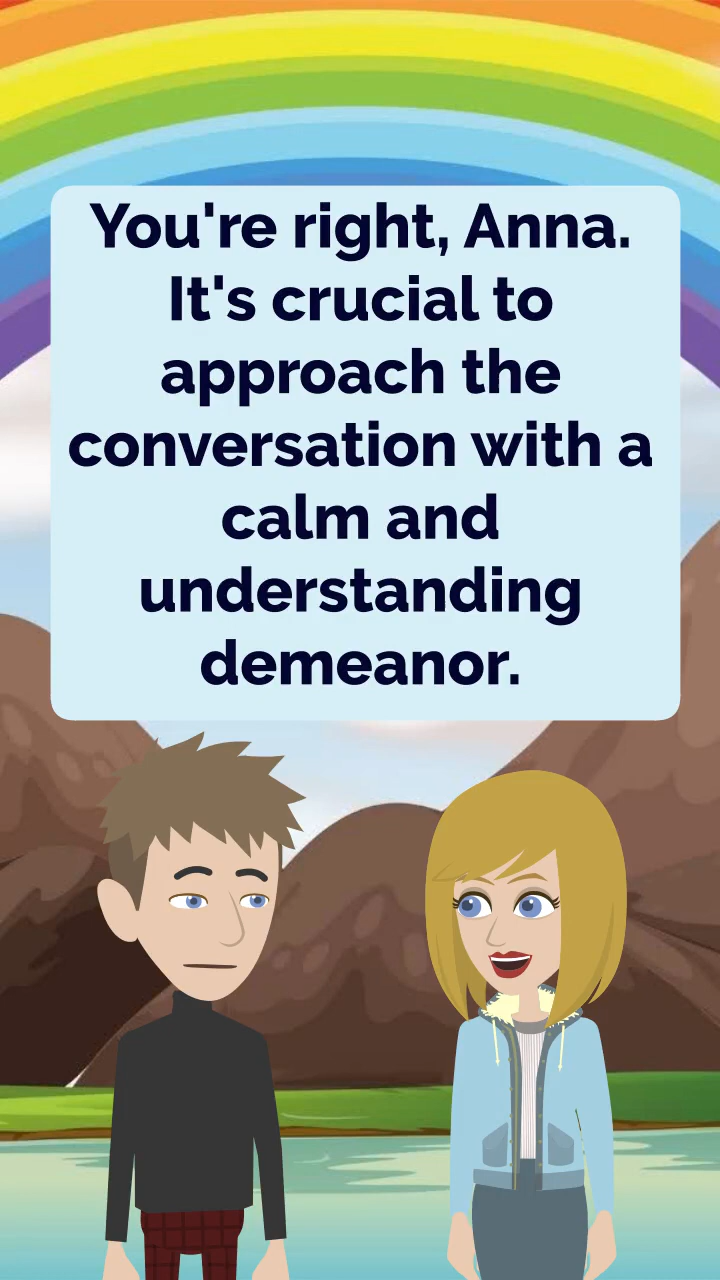 You're right, Anna.
It's crucial to
approach the
conversation with a
calm and
understanding
demeanor.